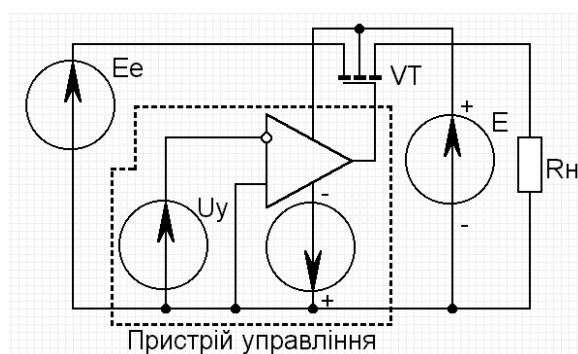 Ee
VT
+
E
-
Rн
Uy
-
+
Пристрій управління